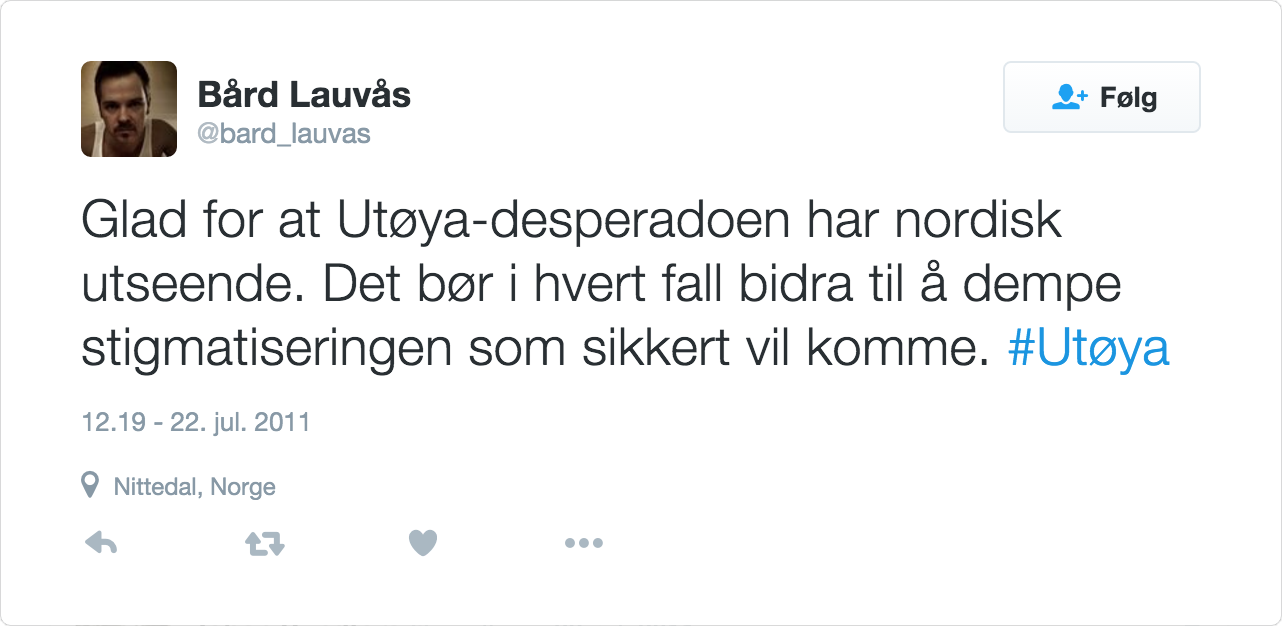 Bård Lauvås
@bard_lauvas
Følg
Glad for at Utøya-desperadoen har nordisk
utseende. Det bør i hvert fall bidra til å dempe
stigmatiseringen som sikkert vil komme. #Utøya
12.19 - 22. jul. 2011
Nittedal, Norge